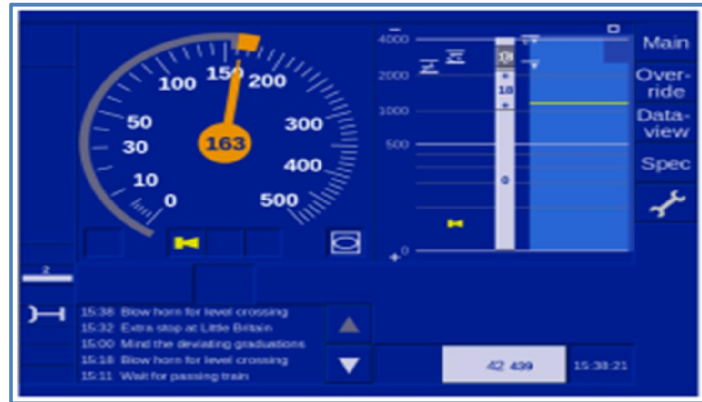 Main
Over-
ride
Data-
view
Spec
0
10
30
50
100
150
200
300
400
500
163
4000
2000
1000
500
0
18
0
2
15:38 Blow horn for level crossing
15:32 Extra stop at Little Britain
15:00 Mind the deviating graduations
15:18 Blow horn for level crossing
15:11 Wait for passing train
42 439
15:38:21